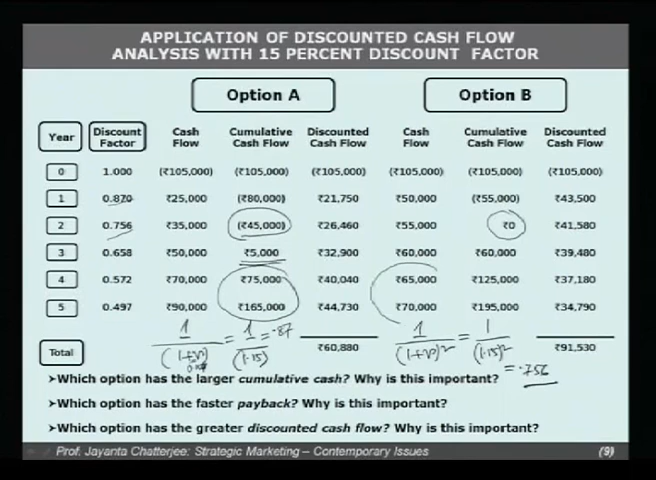 APPLICATION OF DISCOUNTED CASH FLOW
ANALYSIS WITH 15 PERCENT DISCOUNT FACTOR
Option A Option B
Year Discount Factor Cash Flow Cumulative Cash Flow Discounted Cash Flow Cash Flow Cumulative Cash Flow Discounted Cash Flow
0 1.000 (₹105,000) (₹105,000) (₹105,000) (₹105,000) (₹105,000) (₹105,000)
1 0.870 ₹25,000 (₹80,000) ₹21,750 ₹50,000 (₹55,000) ₹43,500
2 0.756 ₹35,000 (₹45,000) ₹26,460 ₹55,000 ₹0 ₹41,580
3 0.658 ₹50,000 ₹5,000 ₹32,900 ₹60,000 ₹60,000 ₹39,480
4 0.572 ₹70,000 ₹75,000 ₹40,040 ₹65,000 ₹125,000 ₹37,180
5 0.497 ₹90,000 ₹165,000 ₹44,730 ₹70,000 ₹195,000 ₹34,790
1/(1+r) = 1/(1.15) = .87 1/(1+r)² = 1/(1.15)² = .756
Total ₹60,880 ₹91,530
➤Which option has the larger cumulative cash? Why is this important?
➤Which option has the faster payback? Why is this important?
➤Which option has the greater discounted cash flow? Why is this important?
Prof. Jayanta Chatterjee: Strategic Marketing – Contemporary Issues (9)